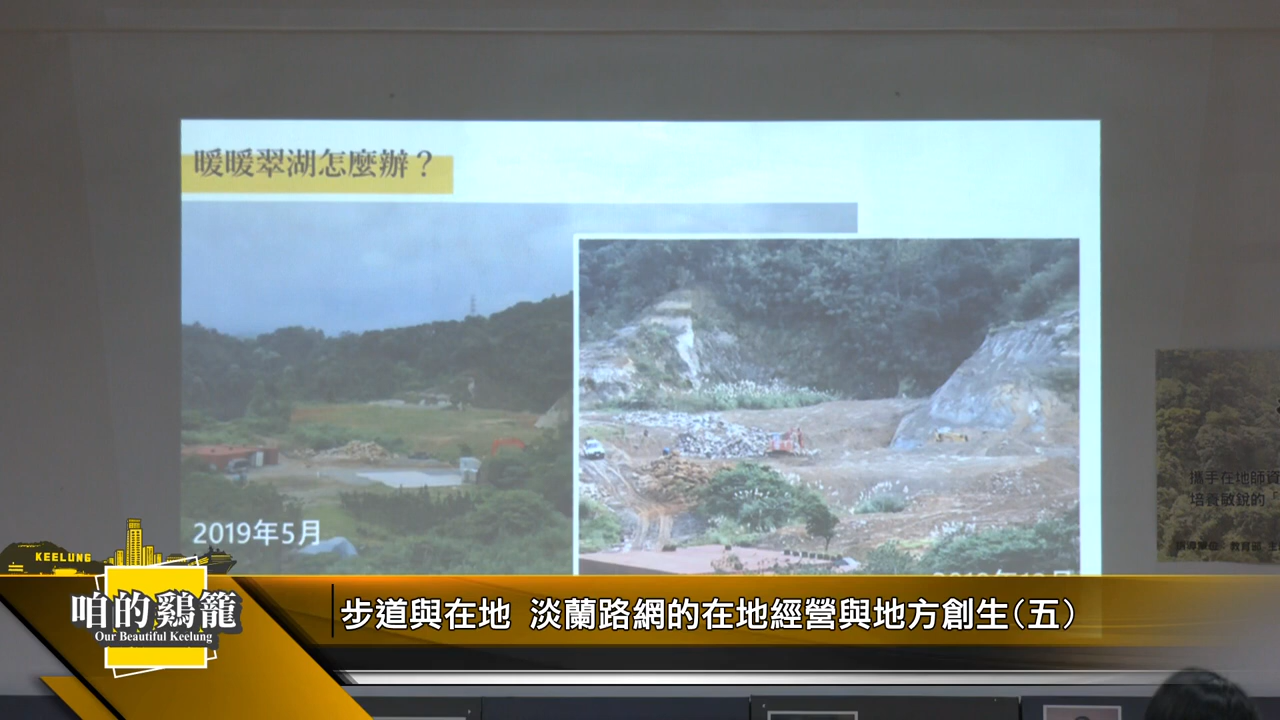 暖暖翠湖怎麼辦？
2019年5月
攜手在地師資
培養敏銳的「
KEELUNG
咱的鷄籠
Our Beautiful Keelung
步道與在地 淡蘭路網的在地經營與地方創生(五)